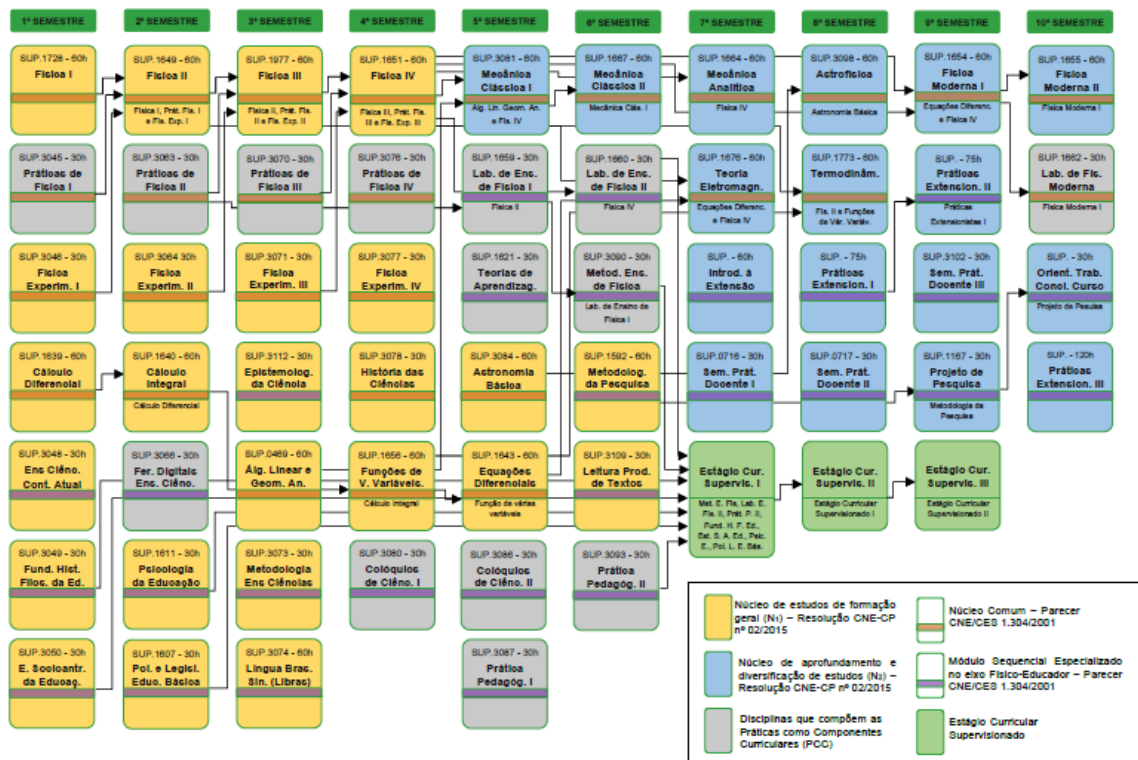 1º SEMESTRE
2º SEMESTRE
3º SEMESTRE
4º SEMESTRE
5º SEMESTRE
6º SEMESTRE
7º SEMESTRE
8º SEMESTRE
9º SEMESTRE
10º SEMESTRE
SUP.1728 - 60h
Física I
SUP.1649 - 60h
Física II
Física I, Prát. Fís. I
e Fís. Exp. I
SUP.1977 - 60h
Física III
Física II, Prát. Fís.
II e Fís. Exp. II
SUP.1651 - 60h
Física IV
Física III, Prát. Fís.
III e Fís. Exp. III
SUP.3081 - 60h
Mecânica
Clássica I
Alg. Lin. Geom. An.
e Fís. IV
SUP.1667 - 60h
Mecânica
Clássica II
Mecânica Clás. I
SUP.1664 - 60h
Mecânica
Analítica
Física IV
SUP.3098 - 60h
Astrofísica
Astronomia Básica
SUP.1654 - 60h
Física
Moderna I
Equações Diferenc.
e Física IV
SUP.1655 - 60h
Física
Moderna II
Física Moderna I
SUP.3045 - 30h
Práticas de
Física I
SUP.3063 - 30h
Práticas de
Física II
SUP.3070 - 30h
Práticas de
Física III
SUP.3076 - 30h
Práticas de
Física IV
SUP.1659 - 30h
Lab. de Ens.
de Física I
Física II
SUP.1660 - 30h
Lab. de Ens.
de Física II
Física IV
SUP.1676 - 60h
Teoria
Eletromagn.
Equações Diferenc.
e Física IV
SUP.1773 - 60h
Termodinâm.
Fís. II e Funções
de Vár. Variáv.
SUP. - 75h
Práticas
Extension. II
Práticas
Extensionistas I
SUP.1662 - 30h
Lab. de Fís.
Moderna
Física Moderna I
SUP.3046 - 30h
Física
Experim. I
SUP.3064 30h
Física
Experim. II
SUP.3071 - 30h
Física
Experim. III
SUP.3077 - 30h
Física
Experim. IV
SUP.1621 - 30h
Teorias de
Aprendizag.
SUP.3090 - 30h
Metod. Ens.
de Física
Lab. de Ensino de
Física I
SUP. - 60h
Introd. à
Extensão
SUP. - 75h
Práticas
Extension. I
SUP.3102 - 30h
Sem. Prát.
Docente III
SUP. - 30h
Orient. Trab.
Concl. Curso
Projeto de Pesuisa
SUP.1639 - 60h
Cálculo
Diferencial
SUP.1640 - 60h
Cálculo
Integral
Cálculo Diferencial
SUP.3112 - 30h
Epistemolog.
da Ciência
SUP.3078 - 30h
História das
Ciências
SUP.3084 - 60h
Astronomia
Básica
SUP.1592 - 60h
Metodolog.
da Pesquisa
SUP.0716 - 30h
Sem. Prát.
Docente I
SUP.0717 - 30h
Sem. Prát.
Docente II
SUP.1167 - 30h
Projeto de
Pesquisa
Metodologia da
Pesquisa
SUP. -120h
Práticas
Extension. III
SUP.3048 - 30h
Ens Ciênc.
Cont. Atual
SUP.3066 - 30h
Fer. Digitais
Ens. Ciênc.
SUP.0469 - 60h
Álg. Linear e
Geom. An.
SUP.1656 - 60h
Funções de
V. Variáveis.
Cálculo Integral
SUP.1643 - 60h
Equações
Diferenciais
Função de várias
variáveis
SUP.3109 - 30h
Leitura Prod.
de Textos
Estágio Cur.
Supervis. I
Met. E. Fís, Lab. E.
Fís. II, Prát. P. II,
Fund. H. F. Ed.,
Est. S. A. Ed., Psic.
E., Pol. L. E. Bás.
Estágio Cur.
Supervis. II
Estágio Curricular
Supervisionado I
Estágio Cur.
Supervis. III
Estágio Curricular
Supervisionado II
SUP.3049 - 30h
Fund. Hist.
Filos. da Ed.
SUP.1611 - 30h
Psicologia
da Educação
SUP.3073 - 30h
Metodologia
Ens Ciências
SUP.3080 - 30h
Colóquios
de Ciênc. I
SUP.3086 - 30h
Colóquios
de Ciênc. II
SUP.3093 - 30h
Prática
Pedagóg. II
SUP.3050 - 30h
E. Socioantr.
da Educaç.
SUP.1607 - 30h
Pol. e Legisl.
Educ. Básica
SUP.3074 - 60h
Língua Bras.
Sin. (Libras)
SUP.3087 - 30h
Prática
Pedagóg. I
Núcleo de estudos de formação
geral (N1) – Resolução CNE-CP
nº 02/2015
Núcleo de aprofundamento e
diversificação de estudos (N2) –
Resolução CNE-CP nº 02/2015
Disciplinas que compõem as
Práticas como Componentes
Curriculares (PCC)
Núcleo Comum – Parecer
CNE/CES 1.304/2001
Módulo Sequencial Especializado
no eixo Físico-Educador – Parecer
CNE/CES 1.304/2001
Estágio Curricular
Supervisionado